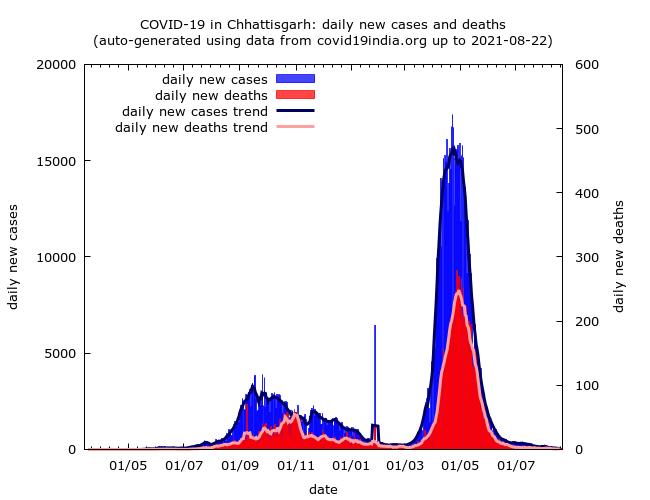 COVID-19 in Chhattisgarh: daily new cases and deaths
(auto-generated using data from covid19india.org up to 2021-08-22)
daily new cases
daily new deaths
daily new cases trend
daily new deaths trend
20000
15000
10000
5000
0
daily new cases
600
500
400
300
200
100
0
daily new deaths
01/05 01/07 01/09 01/11 01/01 01/03 01/05 01/07
date